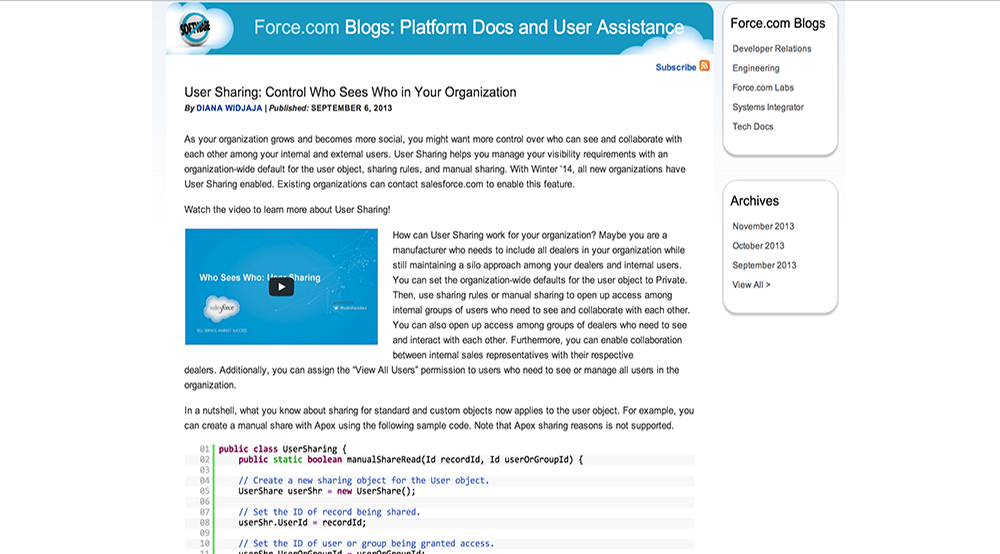 SOFTWARE
Force.com Blogs: Platform Docs and User Assistance
Subscribe
User Sharing: Control Who Sees Who in Your Organization
By DIANA WIDJAJA | Published: SEPTEMBER 6, 2013
As your organization grows and becomes more social, you might want more control over who can see and collaborate with
each other among your internal and external users. User Sharing helps you manage your visibility requirements with an
organization-wide default for the user object, sharing rules, and manual sharing. With Winter '14, all new organizations have
User Sharing enabled. Existing organizations can contact salesforce.com to enable this feature.
Watch the video to learn more about User Sharing!
Who Sees Who: User Sharing
salesforce
How can User Sharing work for your organization? Maybe you are a
manufacturer who needs to include all dealers in your organization while
still maintaining a silo approach among your dealers and internal users.
You can set the organization-wide defaults for the user object to Private.
Then, use sharing rules or manual sharing to open up access among
internal groups of users who need to see and collaborate with each other.
You can also open up access among groups of dealers who need to see
and interact with each other. Furthermore, you can enable collaboration
between internal sales representatives with their respective
dealers. Additionally, you can assign the “View All Users” permission to users who need to see or manage all users in the
organization.
In a nutshell, what you know about sharing for standard and custom objects now applies to the user object. For example, you
can create a manual share with Apex using the following sample code. Note that Apex sharing reasons is not supported.
01 public class UserSharing {
02 public static boolean manualShareRead(Id recordId, Id userOrGroupId) {
03
04 // Create a new sharing object for the User object.
05 UserShare userShr = new UserShare();
06
07 // Set the ID of record being shared.
08 userShr.UserId = recordId;
09
10 // Set the ID of user or group being granted access.
11 userShr.UserOrGroupId = userOrGroupId;
Force.com Blogs
Developer Relations
Engineering
Force.com Labs
Systems Integrator
Tech Docs
Archives
November 2013
October 2013
September 2013
View All >